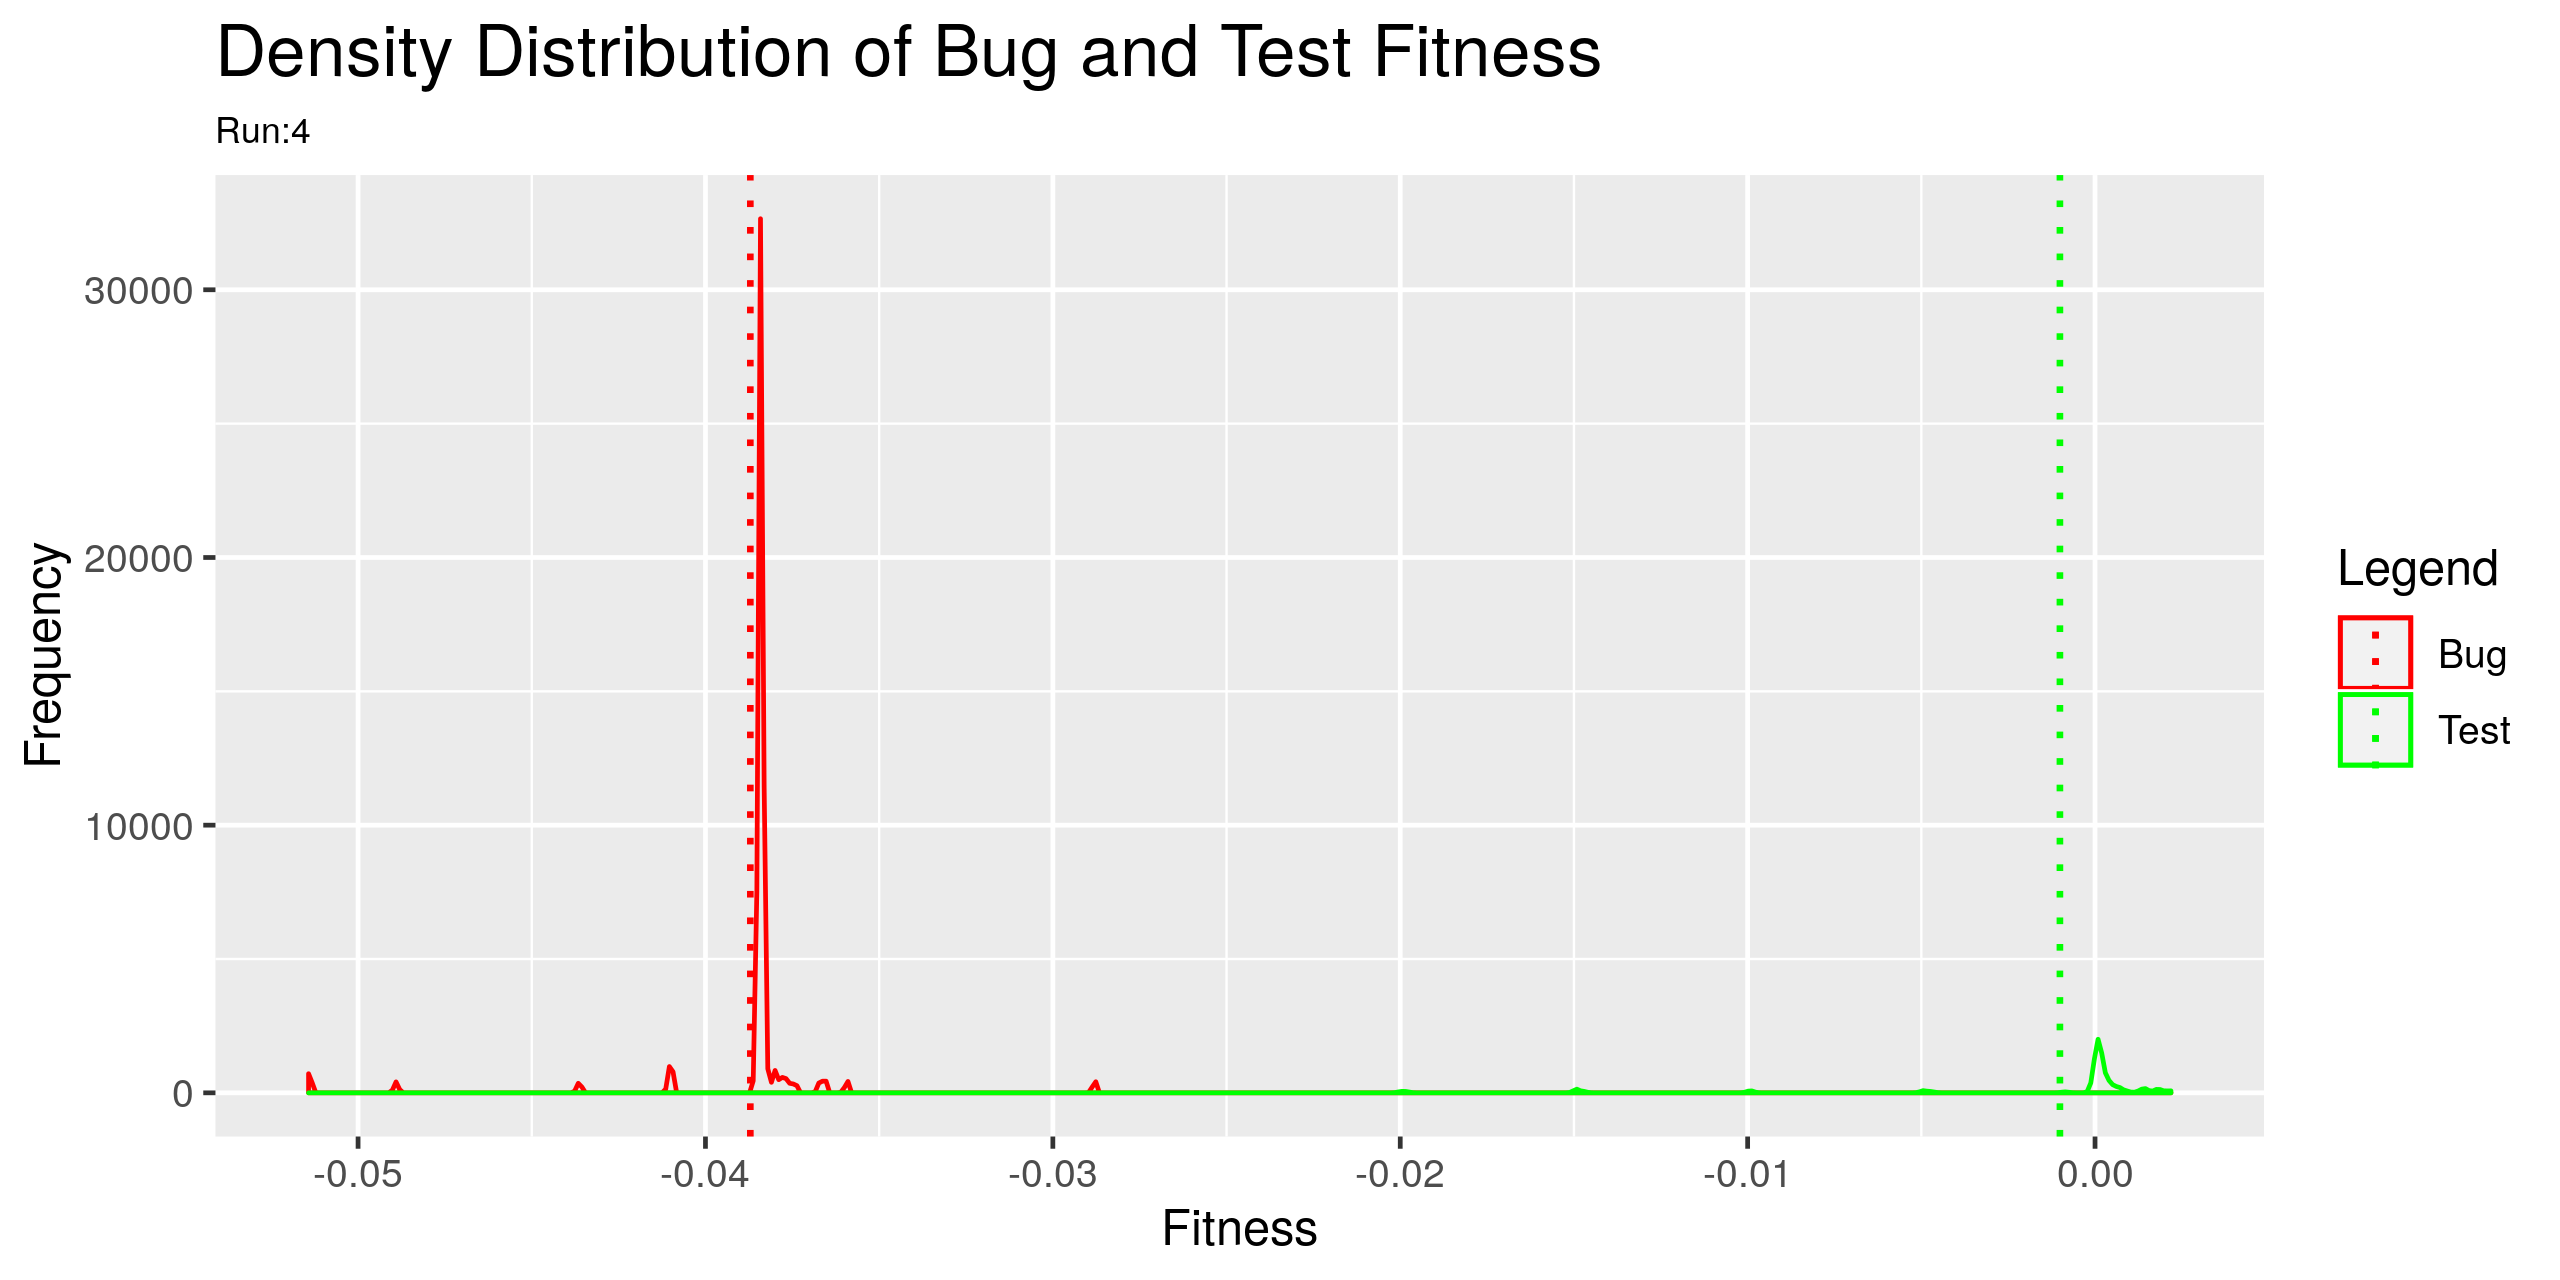 Density Distribution of Bug and Test Fitness
Run:4
Frequency
30000
20000
10000
0
-0.05
-0.04
-0.03
-0.02
-0.01
0.00
Fitness
Legend
Bug
Test